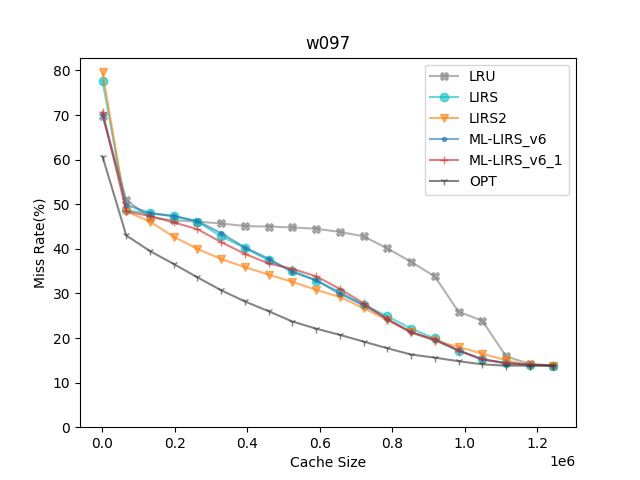 w097
Miss Rate(%)
80
70
60
50
40
30
20
10
0
0.0 0.2 0.4 0.6 0.8 1.0 1.2
1e6
Cache Size
LRU
LIRS
LIRS2
ML-LIRS_v6
ML-LIRS_v6_1
OPT